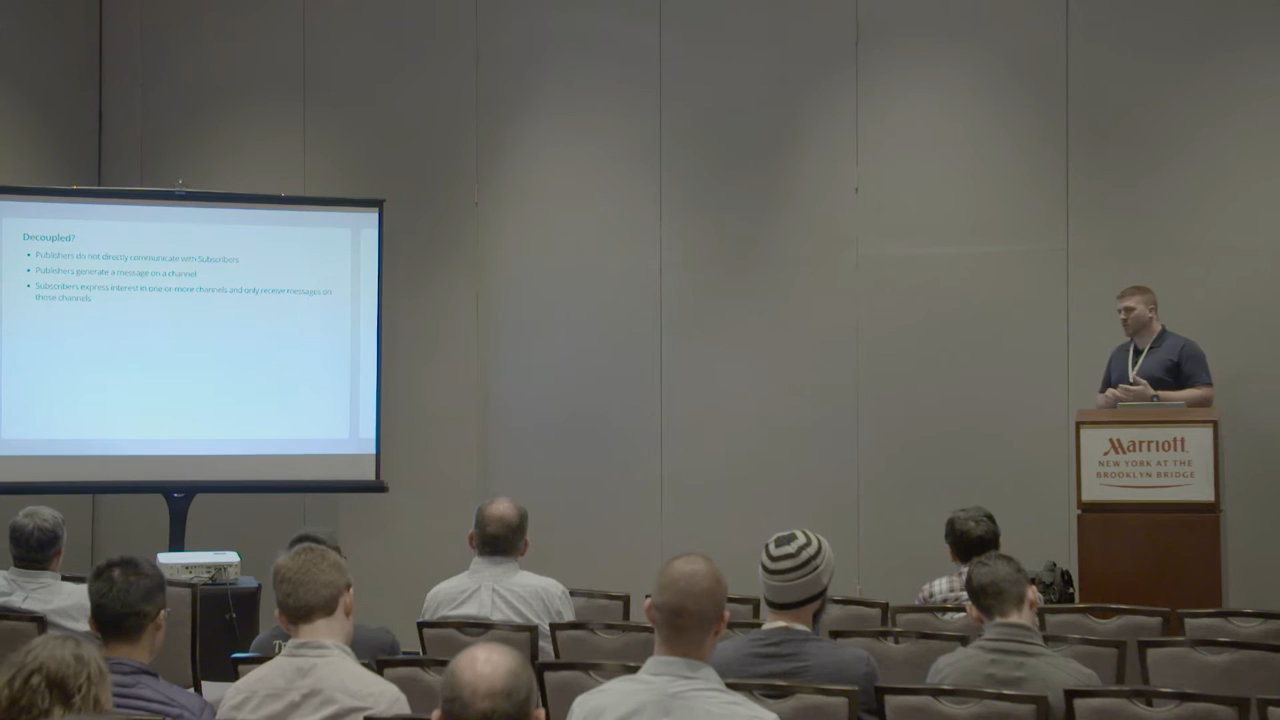 Decoupled?
• Publishers do not directly communicate with Subscribers
• Publishers generate a message on a channel
• Subscribers express interest in one or more channels and only receive messages on
those channels
Marriott
NEW YORK AT THE
BROOKLYN BRIDGE